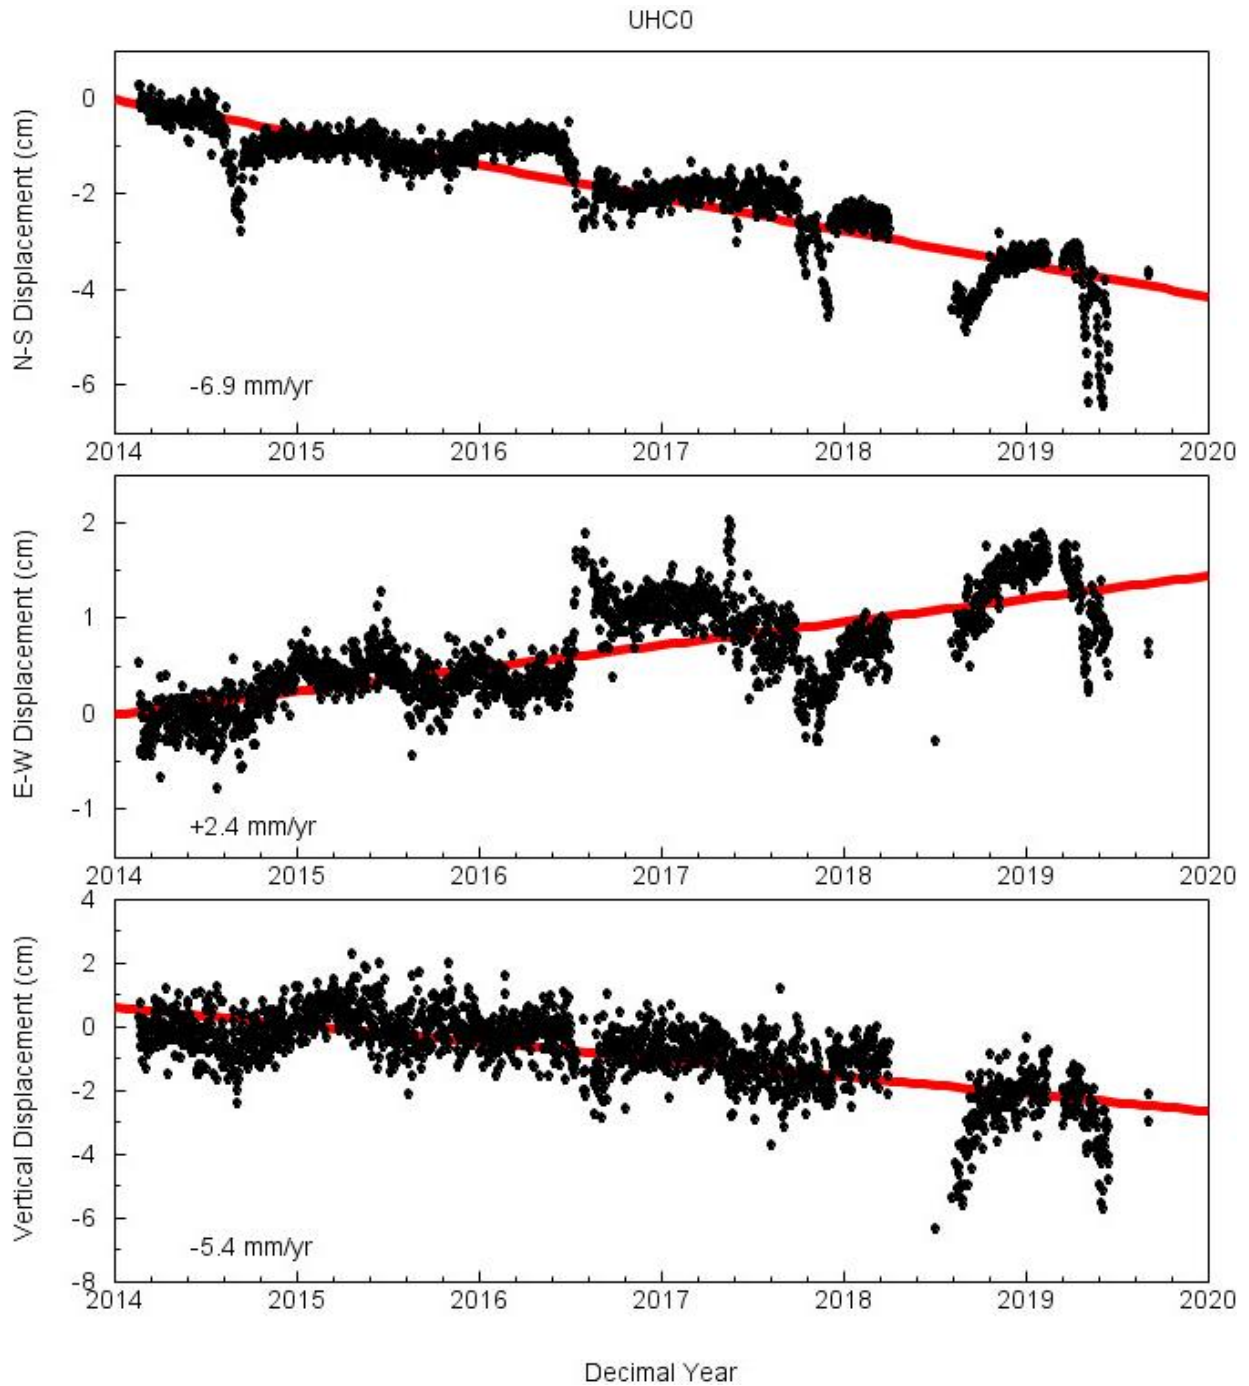 UHC0
N-S Displacement (cm)
0
-2
-4
-6
-6.9 mm/yr
2014 2015 2016 2017 2018 2019 2020
E-W Displacement (cm)
2
1
0
-1
+2.4 mm/yr
2014 2015 2016 2017 2018 2019 2020
Vertical Displacement (cm)
4
2
0
-2
-4
-6
-8
-5.4 mm/yr
2014 2015 2016 2017 2018 2019 2020
Decimal Year